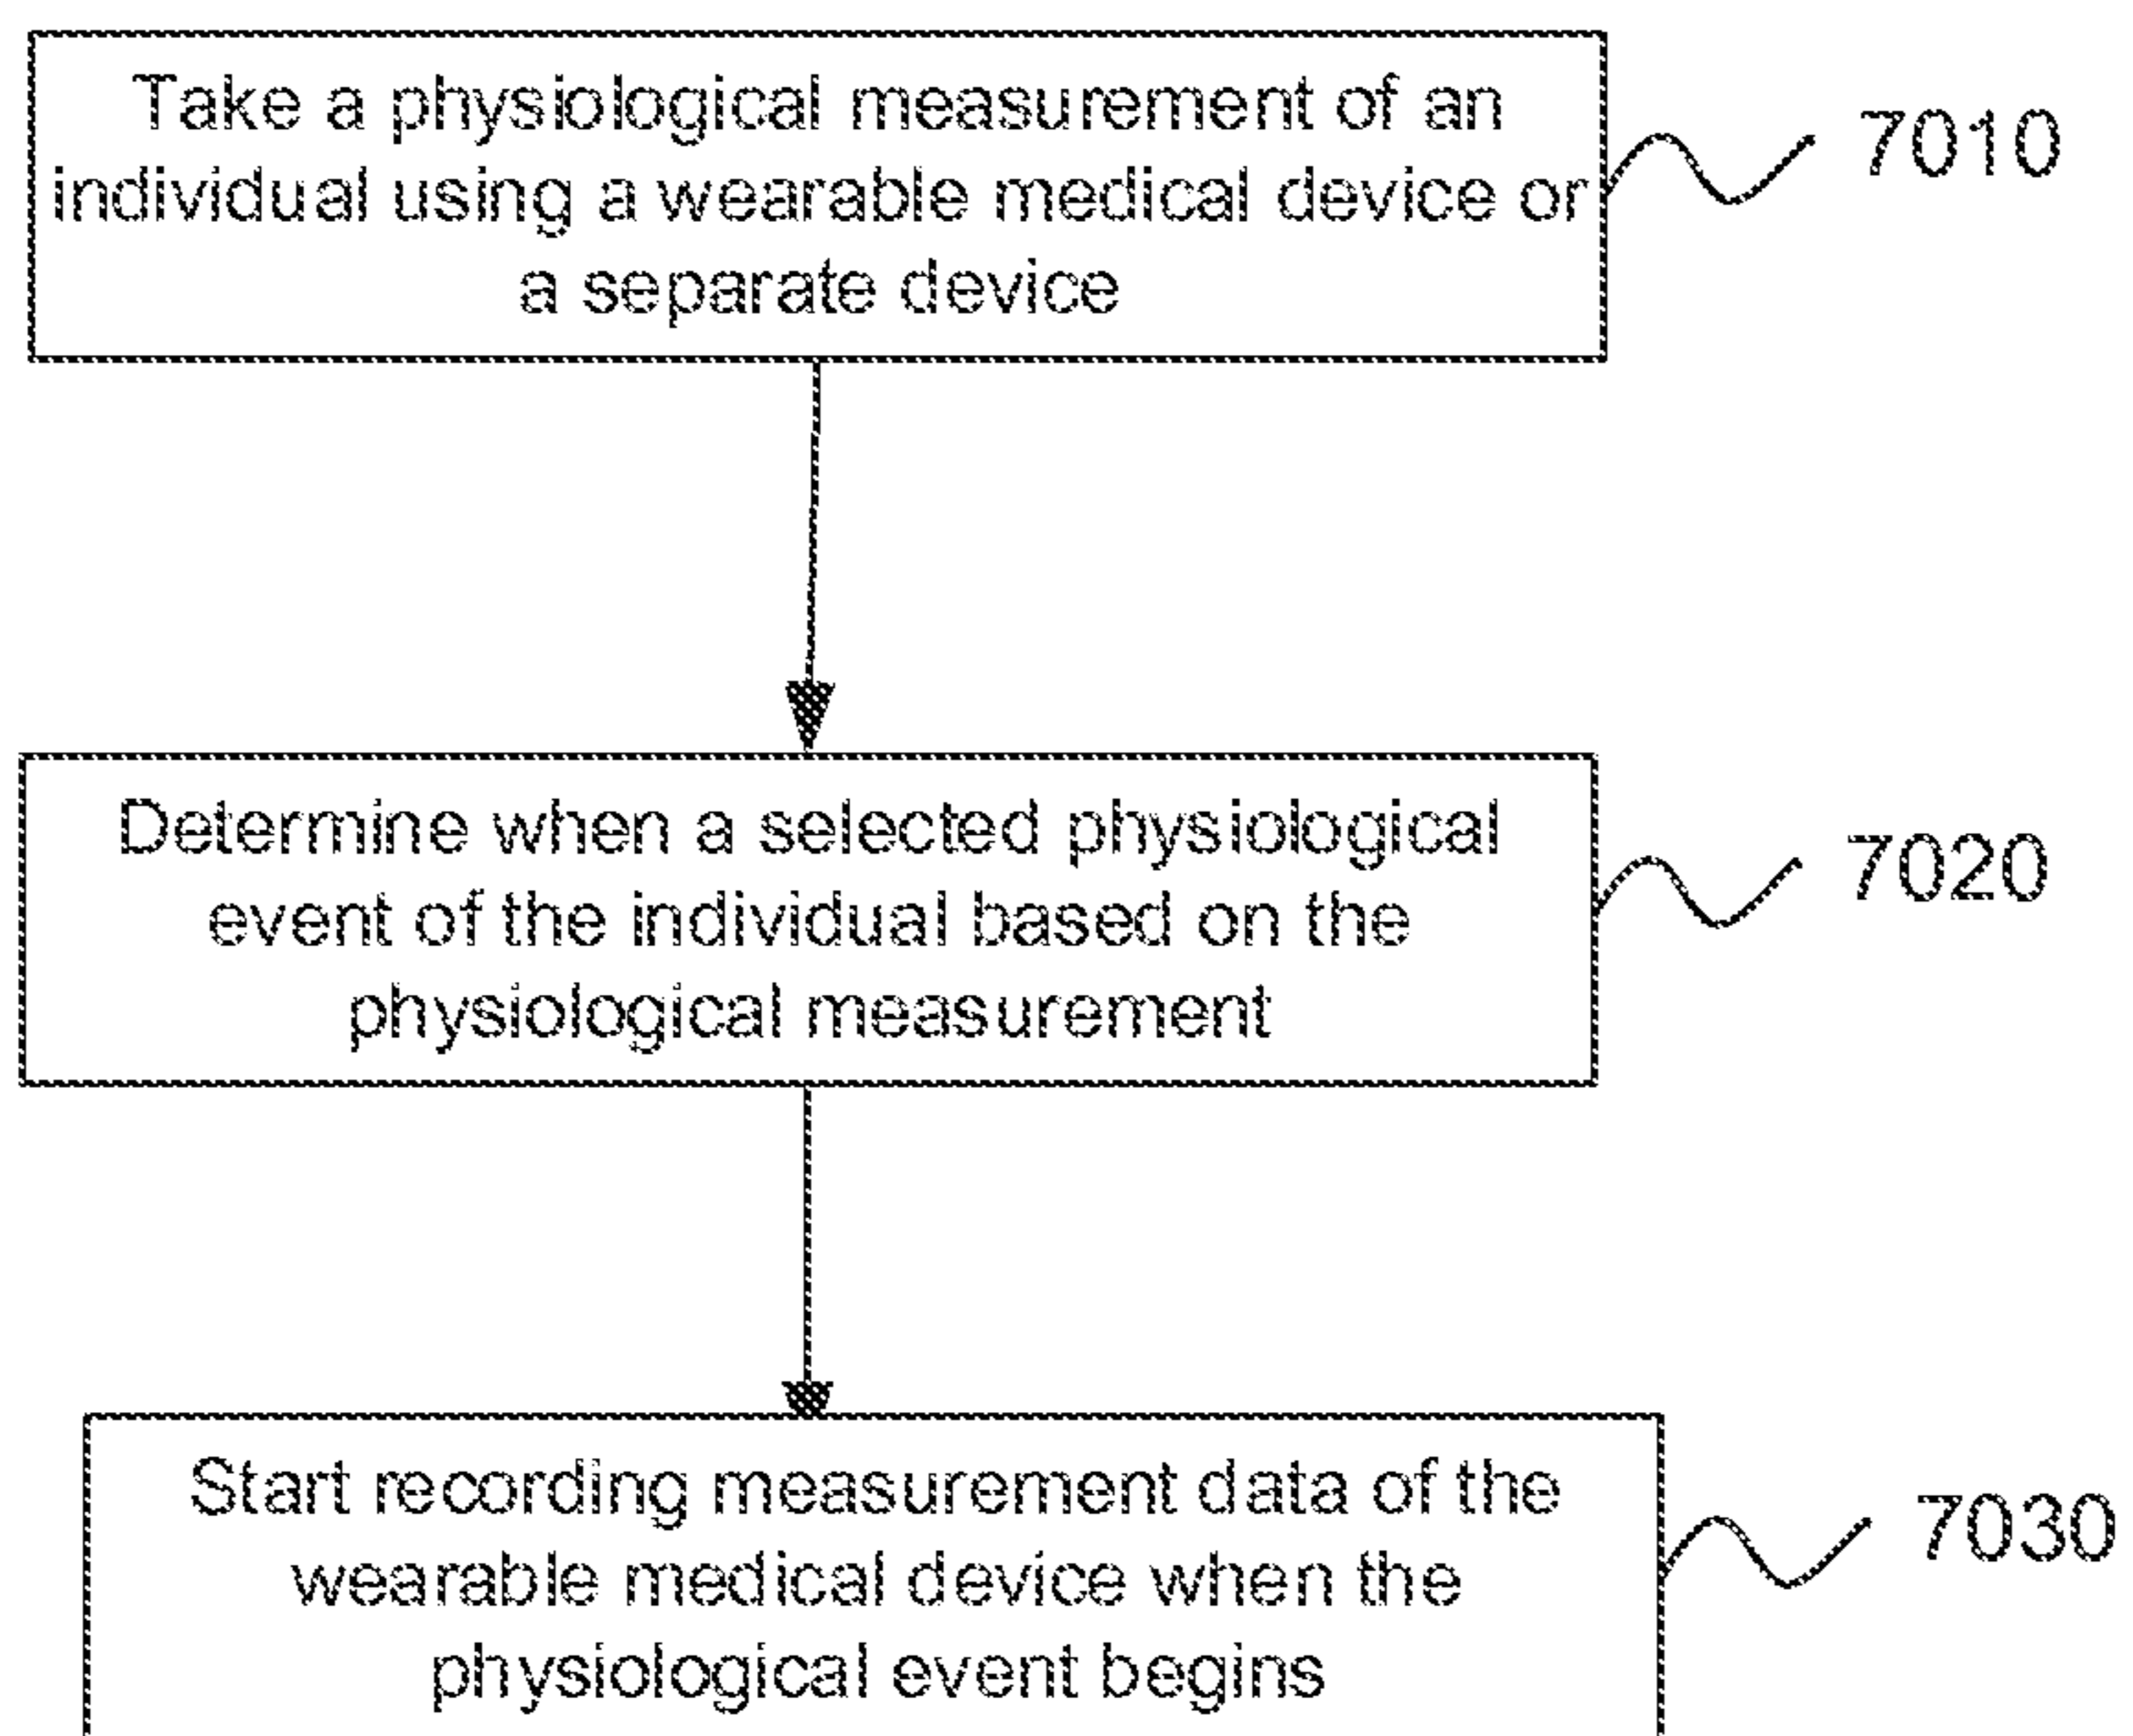 Take a physiological measurement of an
individual using a wearable medical device or
a separate device
7010
Determine when a selected physiological
event of the individual based on the
physiological measurement
7020
Start recording measurement data of the
wearable medical device when the
physiological event begins
7030